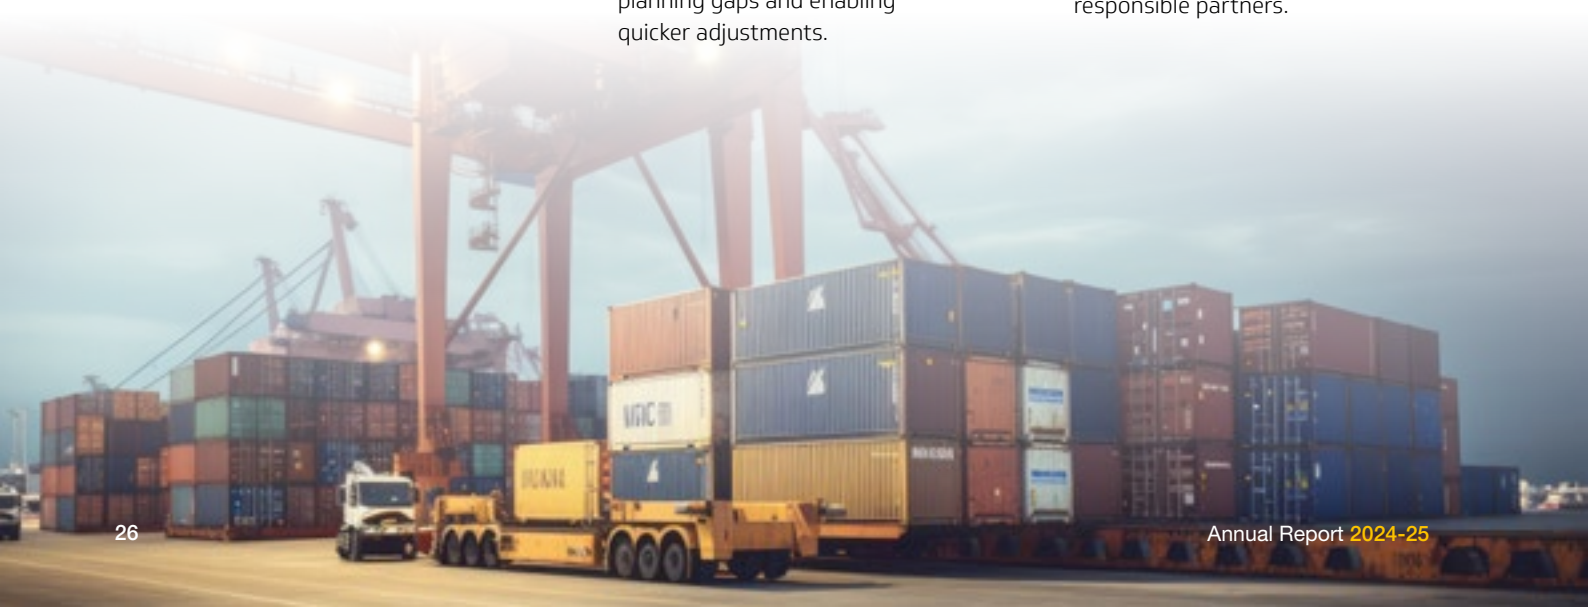 planning gaps and enabling
quicker adjustments.
responsible partners.
26
Annual Report 2024-25